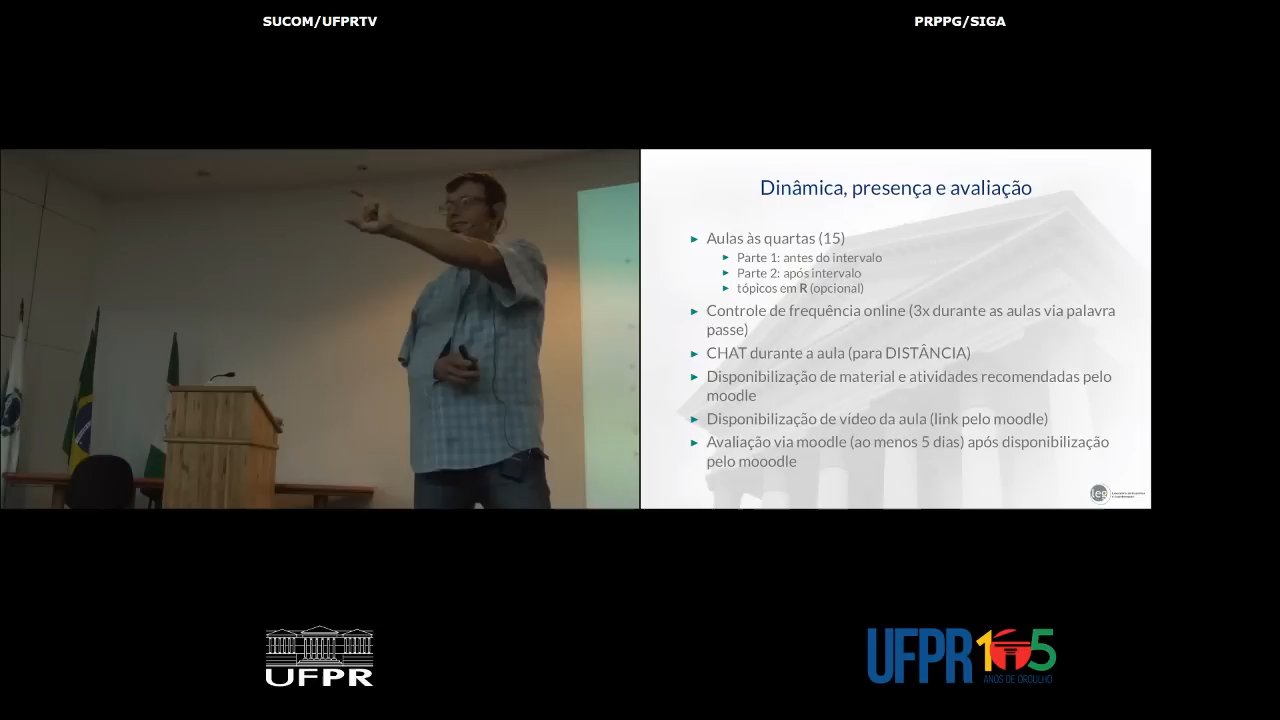 SUCOM/UFPRTV
PRPPG/SIGA
Dinâmica, presença e avaliação
► Aulas às quartas (15)
► Parte 1: antes do intervalo
► Parte 2: após intervalo
► tópicos em R (opcional)
► Controle de frequência online (3x durante as aulas via palavra
passe)
► CHAT durante a aula (para DISTÂNCIA)
► Disponibilização de material e atividades recomendadas pelo
moodle
► Disponibilização de vídeo da aula (link pelo moodle)
► Avaliação via moodle (ao menos 5 dias) após disponibilização
pelo mooodle
leg
UFPR
UFPR 105
ANOS DE ORGULHO